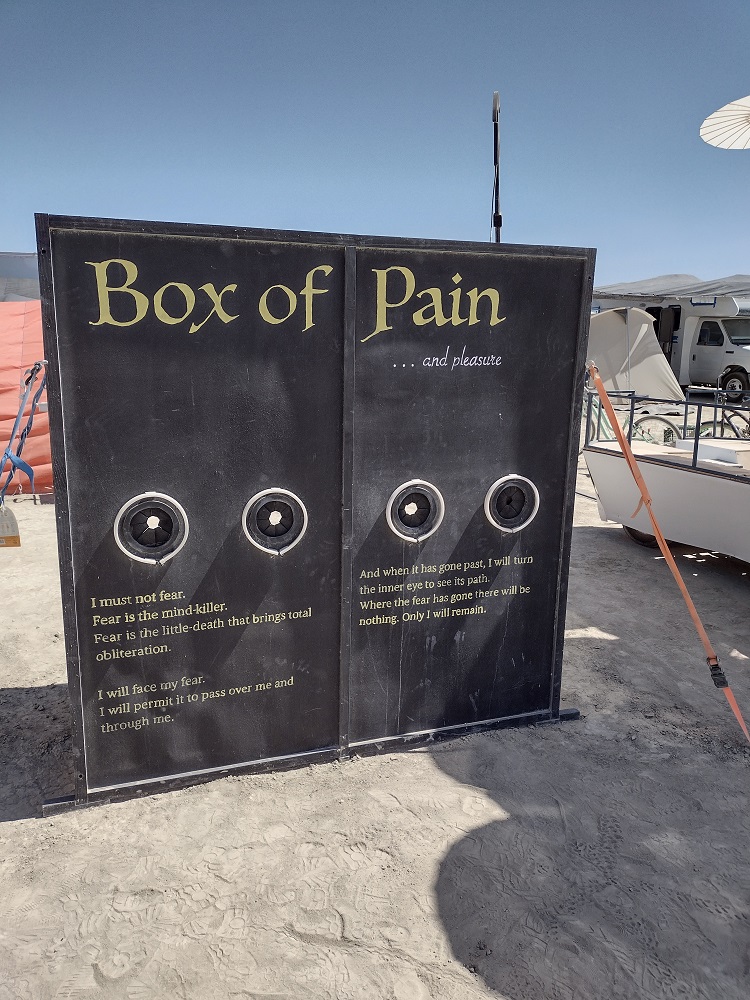 Box of Pain
... and pleasure
I must not fear.
Fear is the mind-killer.
Fear is the little-death that brings total
obliteration.
I will face my fear.
I will permit it to pass over me and
through me.
And when it has gone past, I will turn
the inner eye to see its path.
Where the fear has gone there will be
nothing. Only I will remain.